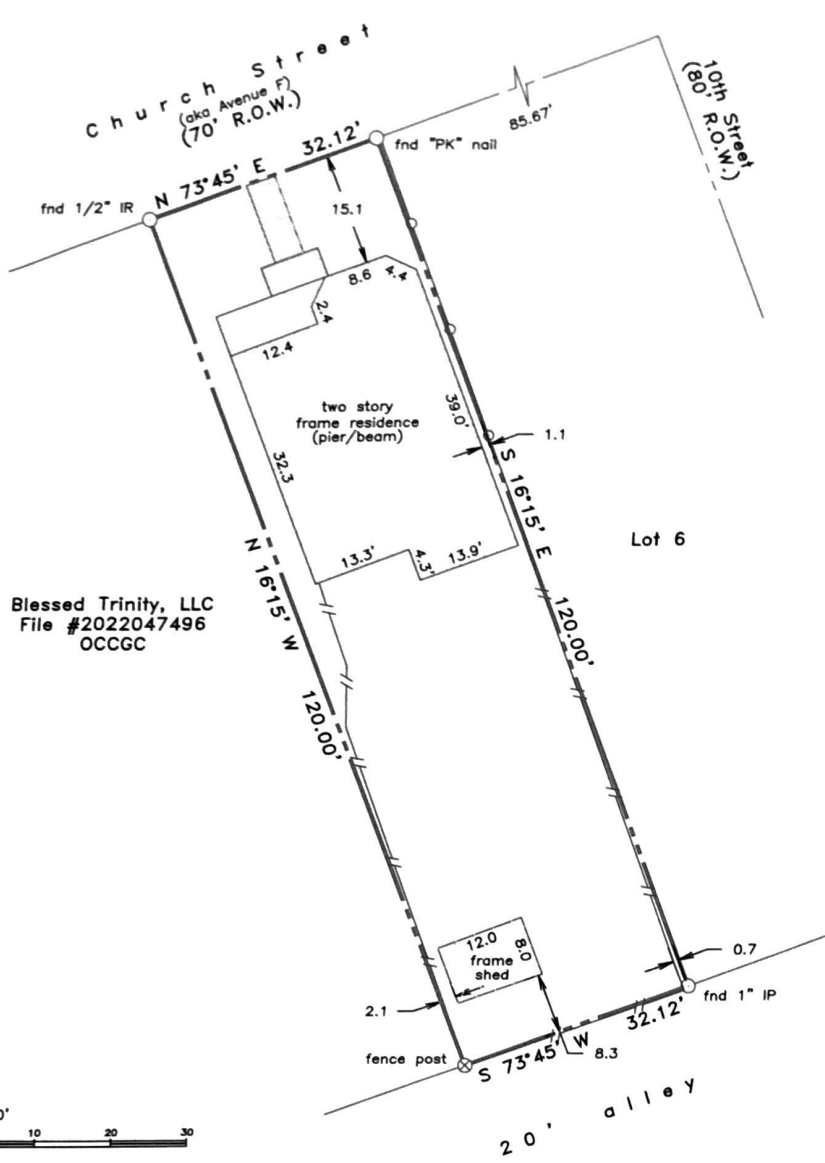 Church Street
(aka Avenue F)
(70' R.O.W.)
10th Street
(80' R.O.W.)
85.67'
32.12'
fnd "PK" nail
N 73°45' E
fnd 1/2" IR
15.1
8.6
4.4
2.4
12.4
two story
frame residence
(pier/beam)
39.0'
1.1
32.3
S 16°15' E
120.00'
13.3'
4.3'
13.9'
Lot 6
N 16°15' W
120.00'
Blessed Trinity, LLC
File #2022047496
OCCGC
12.0
8.0
frame
shed
0.7
2.1
fnd 1" IP
32.12'
S 73°45' W
8.3
fence post
20' alley
0'
10
20
30